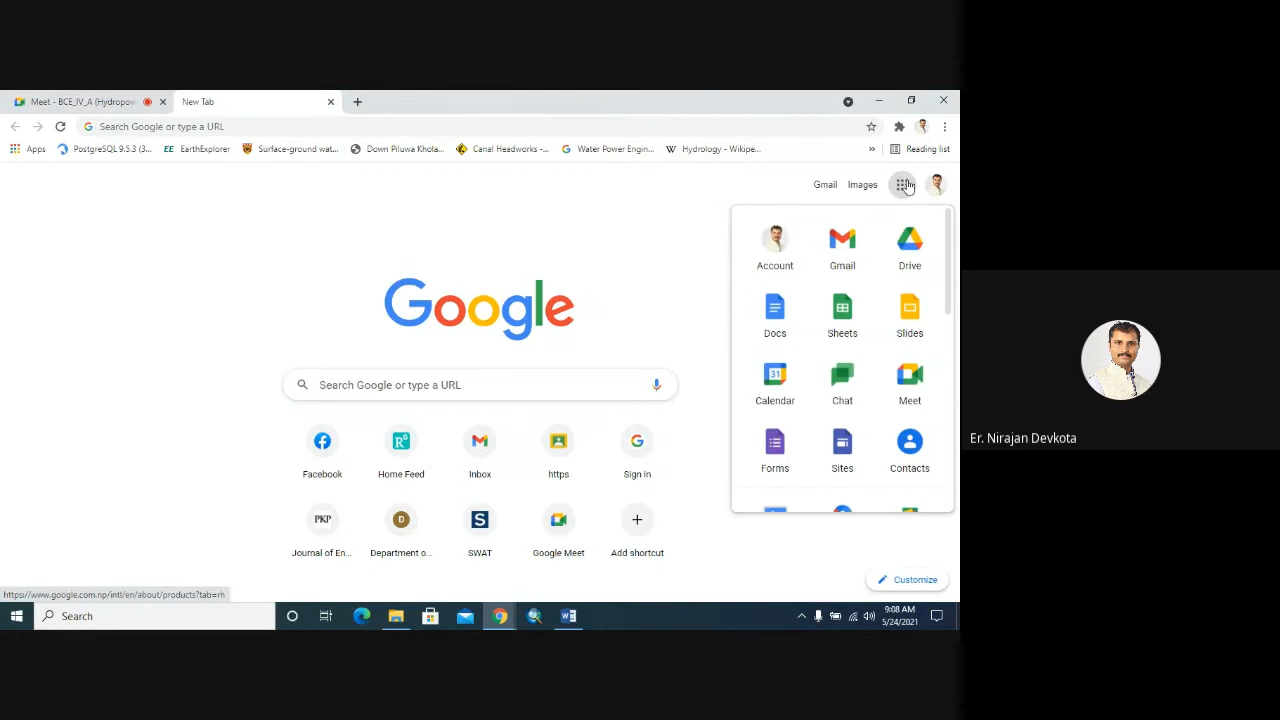 Meet - BCE_IV_A (Hydropow
New Tab
Search Google or type a URL
Apps
PostgreSQL 9.5.3 (3...
EE EarthExplorer
Surface-ground wat...
Down Piluwa Khola...
Canal Headworks -...
Water Power Engin...
W Hydrology - Wikipe...
»
Reading list
Gmail
Images
Account
Gmail
Drive
Docs
Sheets
Slides
31
Calendar
Chat
Meet
Forms
Sites
Contacts
Google
Search Google or type a URL
Facebook
Home Feed
Inbox
https
Sign in
PKP
D
S
Journal of En...
Department o...
SWAT
Google Meet
Add shortcut
Customize
https://www.google.com.np/intl/en/about/products?tab=rh
Search
9:08 AM
5/24/2021
Er. Nirajan Devkota